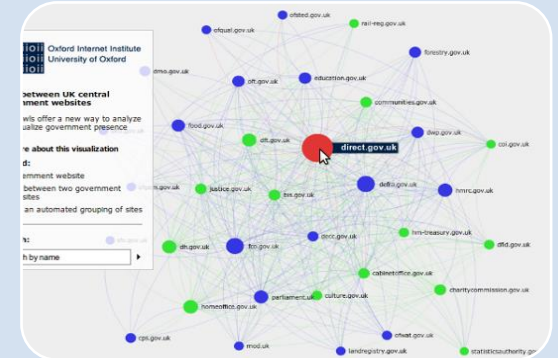 Oxford Internet Institute
University of Oxford
between UK central
nment websites
wls offer a new way to analyze
ualize government presence
e about this visualization
d:
ernment website
between two government
sites
an automated grouping of sites
n:
h by name
ofsted.gov.uk
rail-reg.gov.uk
ofqual.gov.uk
forestry.gov.uk
dmo.gov.uk
oft.gov.uk
education.gov.uk
communities.gov.uk
food.gov.uk
dwp.gov.uk
dft.gov.uk
direct.gov.uk
coi.gov.uk
defra.gov.uk
hmrc.gov.uk
justice.gov.uk
bis.gov.uk
hm-treasury.gov.uk
dh.gov.uk
fco.gov.uk
decc.gov.uk
dfid.gov.uk
cabinetoffice.gov.uk
charitycommission.gov.uk
homeoffice.gov.uk
parliament.uk
culture.gov.uk
cps.gov.uk
mod.uk
ofwat.gov.uk
landregistry.gov.uk
statisticsauthority.go